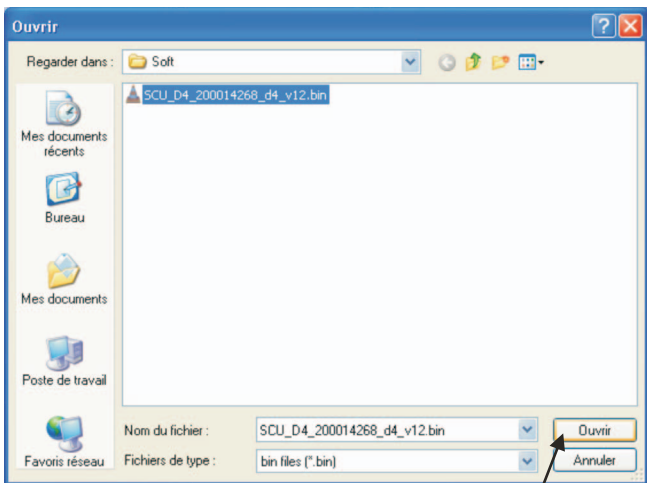 Ouvrir
Regarder dans :
Soft
SCU_D4_200014268_d4_v12.bin
Mes documents
récents
Bureau
Mes documents
Poste de travail
Favoris réseau
Nom du fichier :
SCU_D4_200014268_d4_v12.bin
Ouvrir
Fichiers de type :
bin files (*.bin)
Annuler